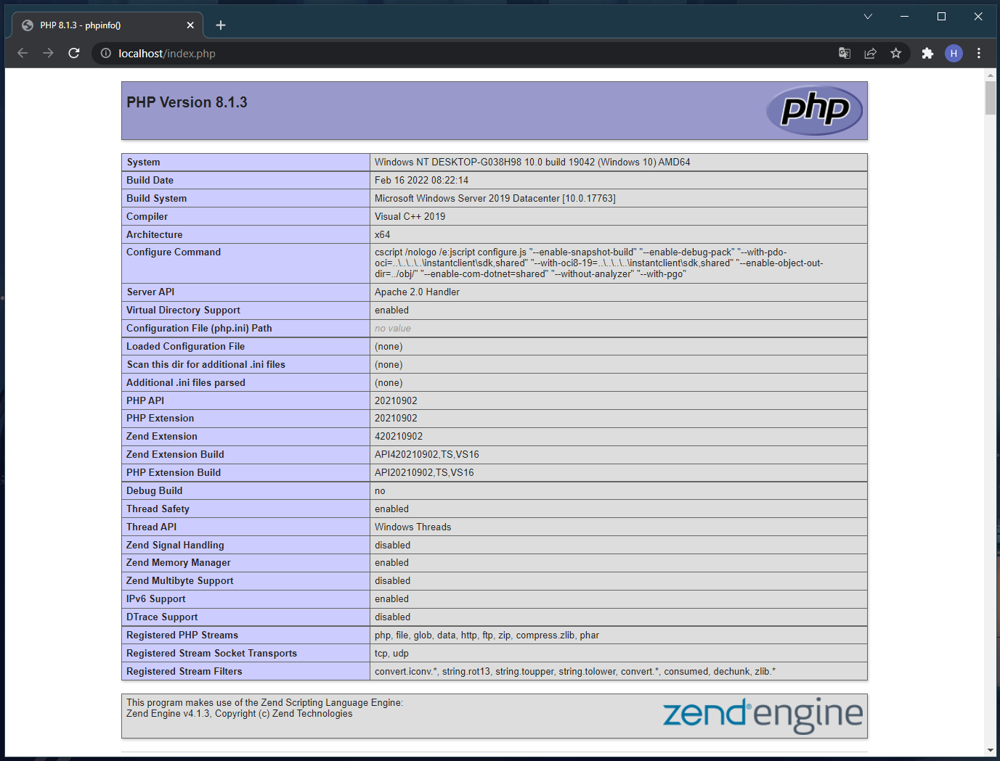 PHP 8.1.3 - phpinfo()
localhost/index.php
H
PHP Version 8.1.3
php
System Windows NT DESKTOP-G038H98 10.0 build 19042 (Windows 10) AMD64
Build Date Feb 16 2022 08:22:14
Build System Microsoft Windows Server 2019 Datacenter [10.0.17763]
Compiler Visual C++ 2019
Architecture x64
Configure Command cscript /nologo /e:jscript configure.js "--enable-snapshot-build" "--enable-debug-pack" "--with-pdo-
oci=..\..\..\..\instantclient\sdk,shared" "--with-oci8-19=..\..\..\..\instantclient\sdk,shared" "--enable-object-out-
dir=../obj/" "--enable-com-dotnet=shared" "--without-analyzer" "--with-pgo"
Server API Apache 2.0 Handler
Virtual Directory Support enabled
Configuration File (php.ini) Path no value
Loaded Configuration File (none)
Scan this dir for additional .ini files (none)
Additional .ini files parsed (none)
PHP API 20210902
PHP Extension 20210902
Zend Extension 420210902
Zend Extension Build API420210902,TS,VS16
PHP Extension Build API20210902,TS,VS16
Debug Build no
Thread Safety enabled
Thread API Windows Threads
Zend Signal Handling disabled
Zend Memory Manager enabled
Zend Multibyte Support disabled
IPv6 Support enabled
DTrace Support disabled
Registered PHP Streams php, file, glob, data, http, ftp, zip, compress.zlib, phar
Registered Stream Socket Transports tcp, udp
Registered Stream Filters convert.iconv.*, string.rot13, string.toupper, string.tolower, convert.*, consumed, dechunk, zlib.*
This program makes use of the Zend Scripting Language Engine:
Zend Engine v4.1.3, Copyright (c) Zend Technologies
zend® engine